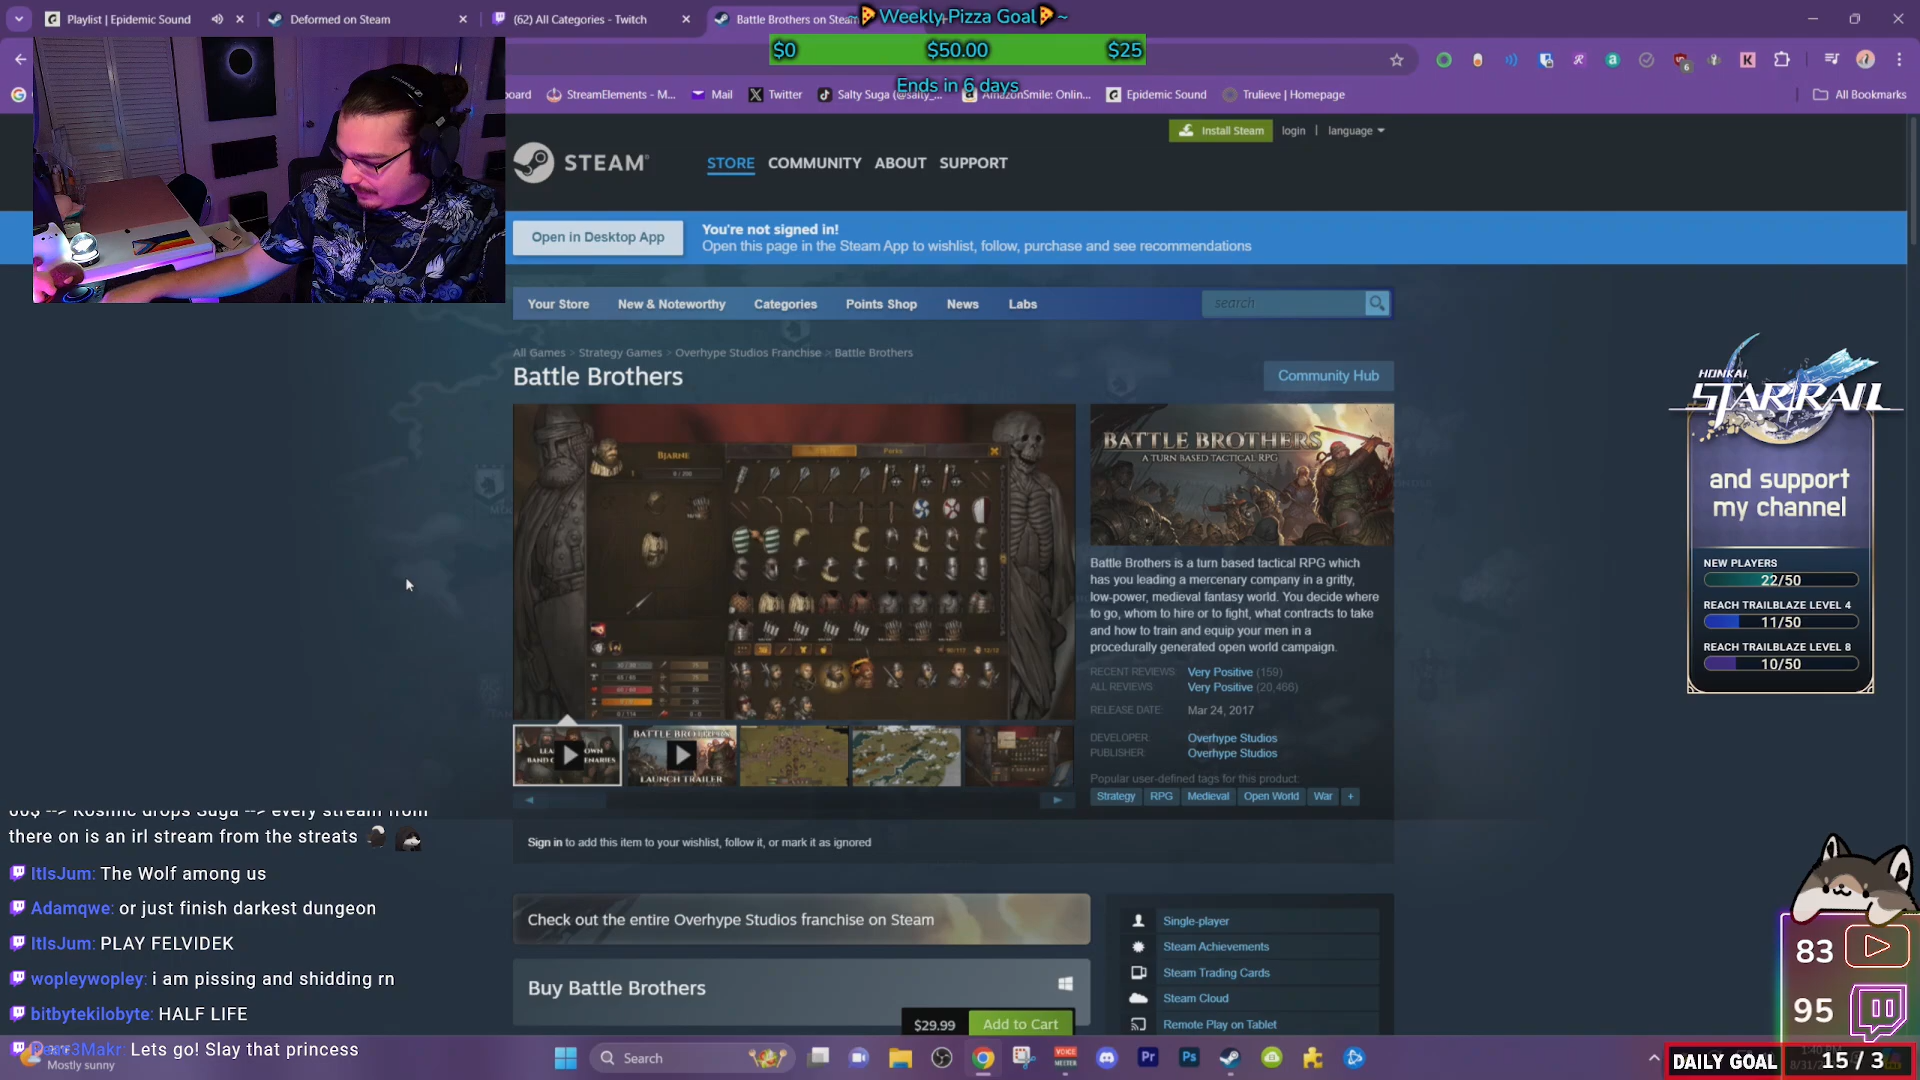 Playlist | Epidemic Sound
Deformed on Steam
(62) All Categories - Twitch
Battle Brothers on Steam
~🍕Weekly Pizza Goal🍕~
$0 $50.00 $25
Ends in 6 days
StreamElements - M...
Mail
Twitter
Salty Suga (@salty_...
AmazonSmile: Onlin...
Epidemic Sound
Trulieve | Homepage
All Bookmarks
Install Steam login | language
STEAM
STORE COMMUNITY ABOUT SUPPORT
Open in Desktop App
You're not signed in!
Open this page in the Steam App to wishlist, follow, purchase and see recommendations
Your Store New & Noteworthy Categories Points Shop News Labs search
All Games > Strategy Games > Overhype Studios Franchise > Battle Brothers
Battle Brothers
Community Hub
BJARNE
Perks
BATTLE BROTHERS
A TURN BASED TACTICAL RPG
Battle Brothers is a turn based tactical RPG which
has you leading a mercenary company in a gritty,
low-power, medieval fantasy world. You decide where
to go, whom to hire or to fight, what contracts to take
and how to train and equip your men in a
procedurally generated open world campaign.
RECENT REVIEWS: Very Positive (159)
ALL REVIEWS: Very Positive (20,466)
RELEASE DATE: Mar 24, 2017
DEVELOPER: Overhype Studios
PUBLISHER: Overhype Studios
Popular user-defined tags for this product:
Strategy RPG Medieval Open World War +
BATTLE BROTHERS
LAUNCH TRAILER
Sign in to add this item to your wishlist, follow it, or mark it as ignored
Check out the entire Overhype Studios franchise on Steam
Buy Battle Brothers
$29.99 Add to Cart
Single-player
Steam Achievements
Steam Trading Cards
Steam Cloud
Remote Play on Tablet
HONKAI
STAR RAIL
and support
my channel
NEW PLAYERS
22/50
REACH TRAILBLAZE LEVEL 4
11/50
REACH TRAILBLAZE LEVEL 8
10/50
drops Suga --> every stream from
there on is an irl stream from the streats
ItIsJum: The Wolf among us
Adamqwe: or just finish darkest dungeon
ItIsJum: PLAY FELVIDEK
wopleywopley: i am pissing and shidding rn
bitbytekilobyte: HALF LIFE
Lets go! Slay that princess
Mostly sunny
Search
83
95
DAILY GOAL 15 / 3